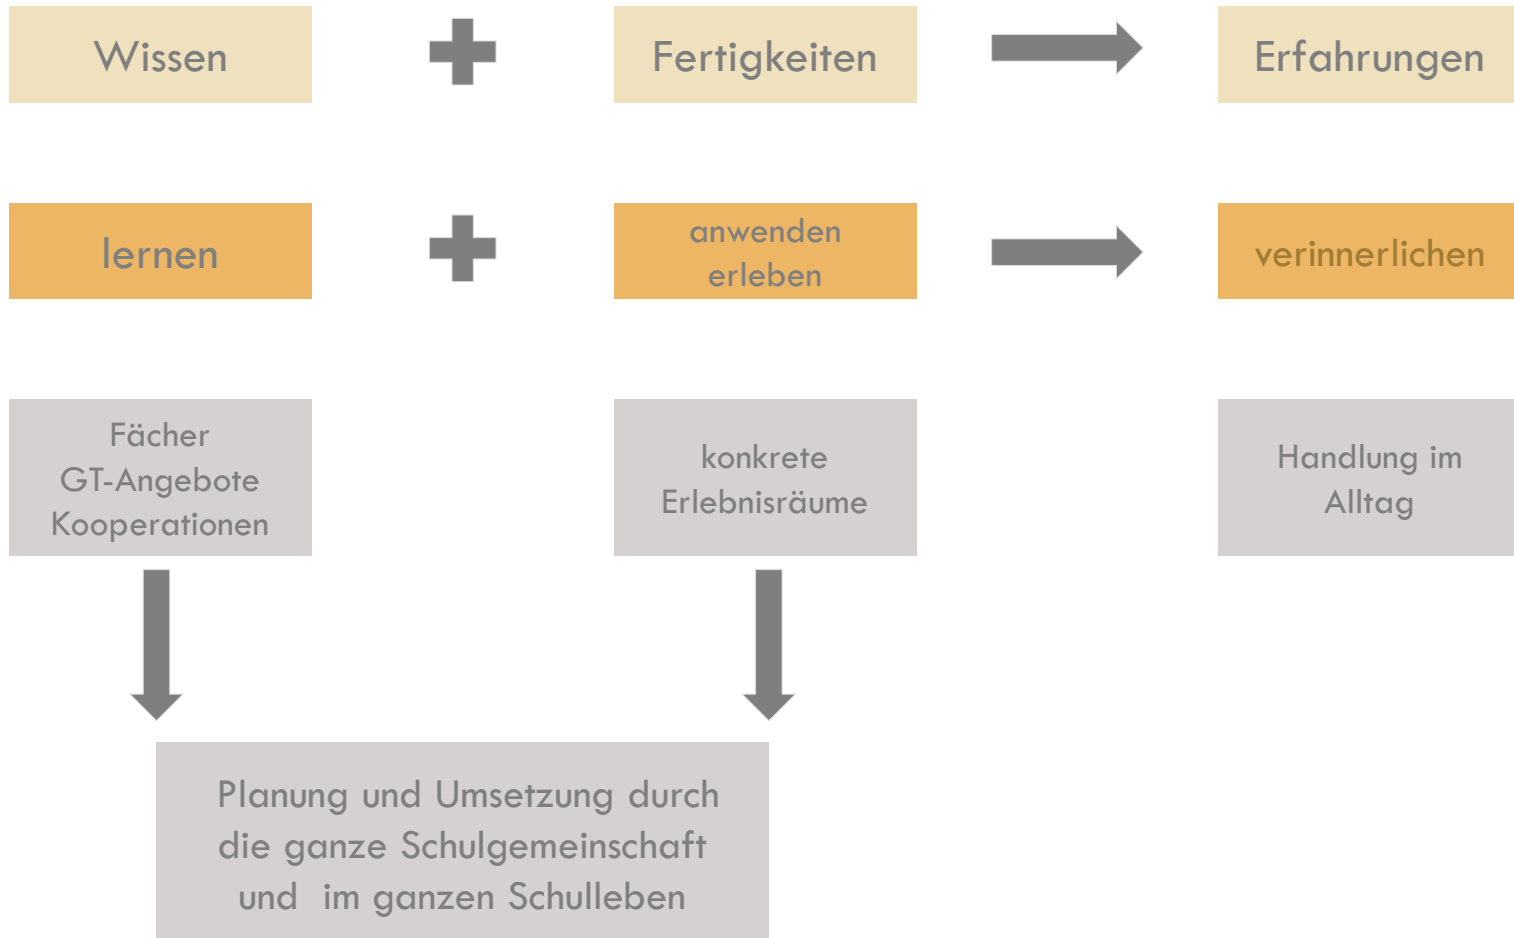 Wissen
Fertigkeiten
Erfahrungen
lernen
anwenden
erleben
verinnerlichen
Fächer
GT-Angebote
Kooperationen
konkrete
Erlebnisräume
Handlung im
Alltag
Planung und Umsetzung durch
die ganze Schulgemeinschaft
und im ganzen Schulleben